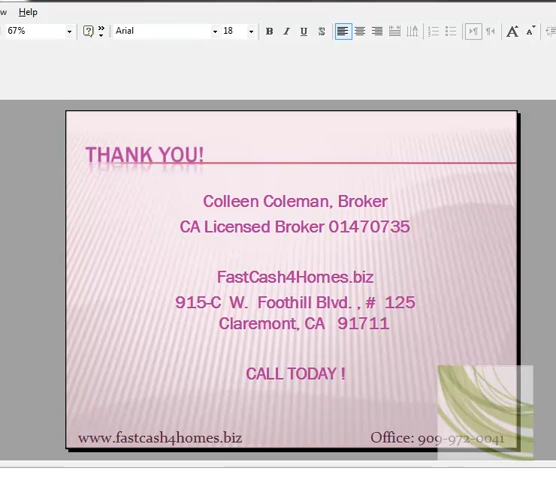 w Help
67% Arial 18 B I U S A A
THANK YOU!
Colleen Coleman, Broker
CA Licensed Broker 01470735
FastCash4Homes.biz
915-C W. Foothill Blvd. , # 125
Claremont, CA 91711
CALL TODAY !
www.fastcash4homes.biz Office: 909-972-0041